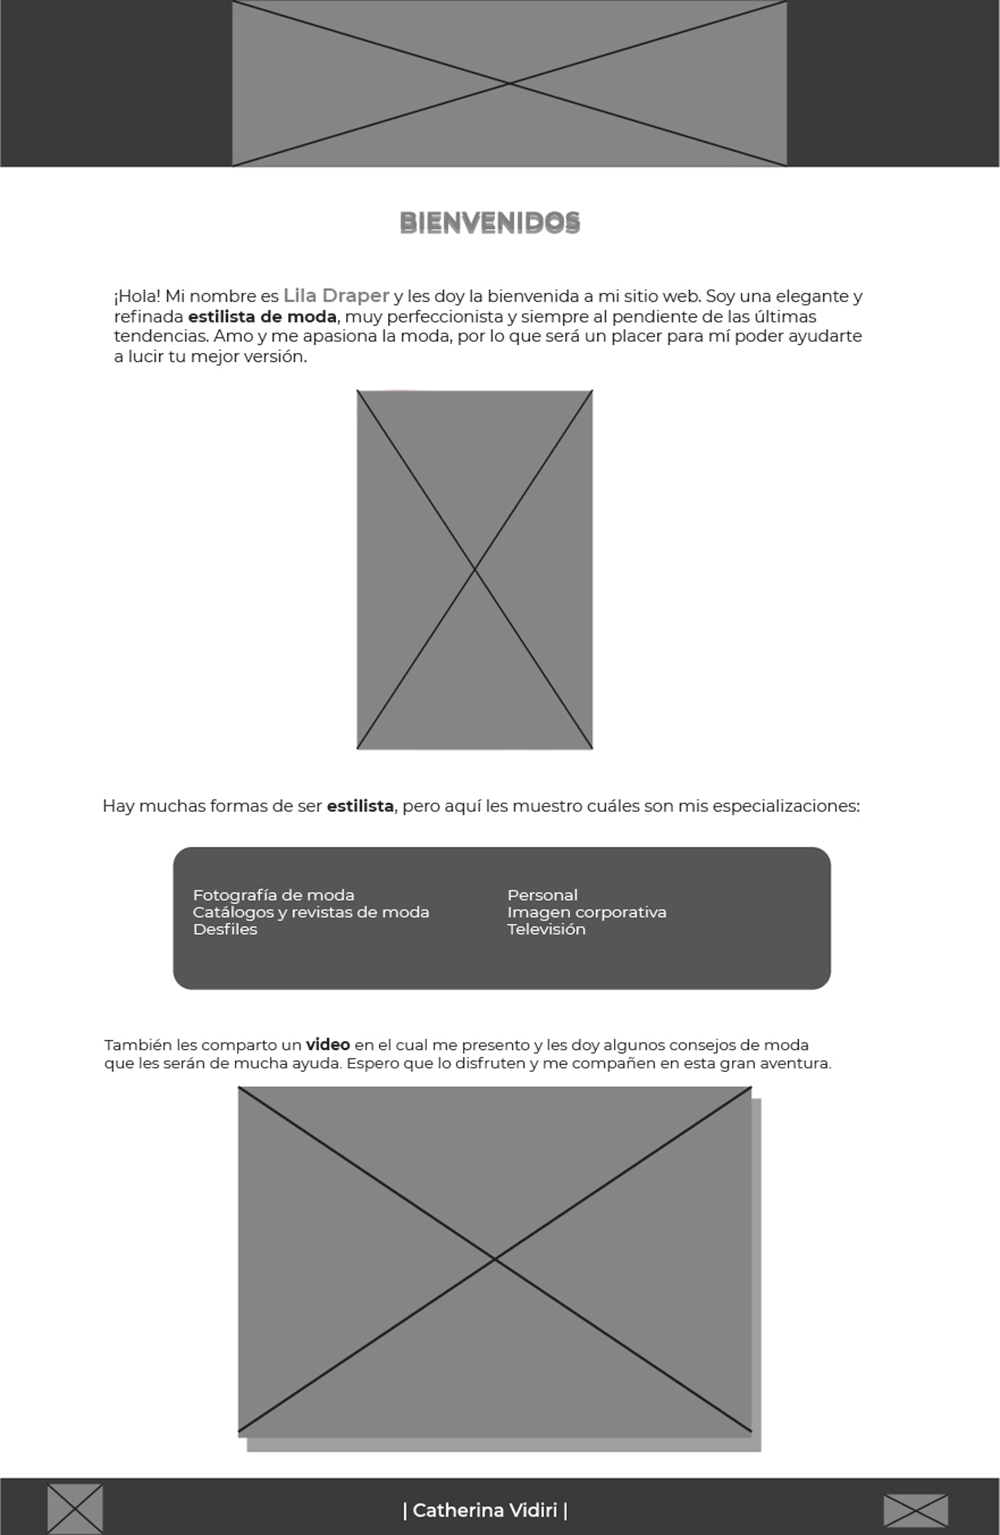 BIENVENIDOS
¡Hola! Mi nombre es Lila Draper y les doy la bienvenida a mi sitio web. Soy una elegante y
refinada estilista de moda, muy perfeccionista y siempre al pendiente de las últimas
tendencias. Amo y me apasiona la moda, por lo que será un placer para mí poder ayudarte
a lucir tu mejor versión.
Hay muchas formas de ser estilista, pero aquí les muestro cuáles son mis especializaciones:
Fotografía de moda
Catálogos y revistas de moda
Desfiles
Personal
Imagen corporativa
Televisión
También les comparto un video en el cual me presento y les doy algunos consejos de moda
que les serán de mucha ayuda. Espero que lo disfruten y me compañen en esta gran aventura.
| Catherina Vidiri |